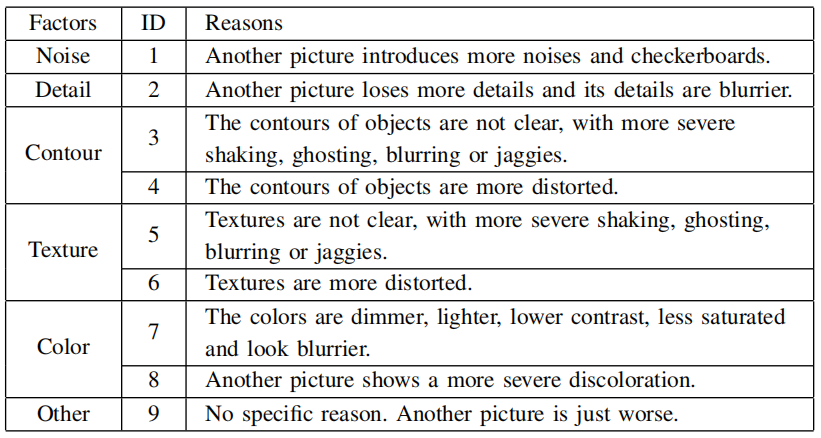 Factors ID Reasons
Noise 1 Another picture introduces more noises and checkerboards.
Detail 2 Another picture loses more details and its details are blurrier.
Contour 3 The contours of objects are not clear, with more severe
shaking, ghosting, blurring or jaggies.
4 The contours of objects are more distorted.
Texture 5 Textures are not clear, with more severe shaking, ghosting,
blurring or jaggies.
6 Textures are more distorted.
Color 7 The colors are dimmer, lighter, lower contrast, less saturated
and look blurrier.
8 Another picture shows a more severe discoloration.
Other 9 No specific reason. Another picture is just worse.